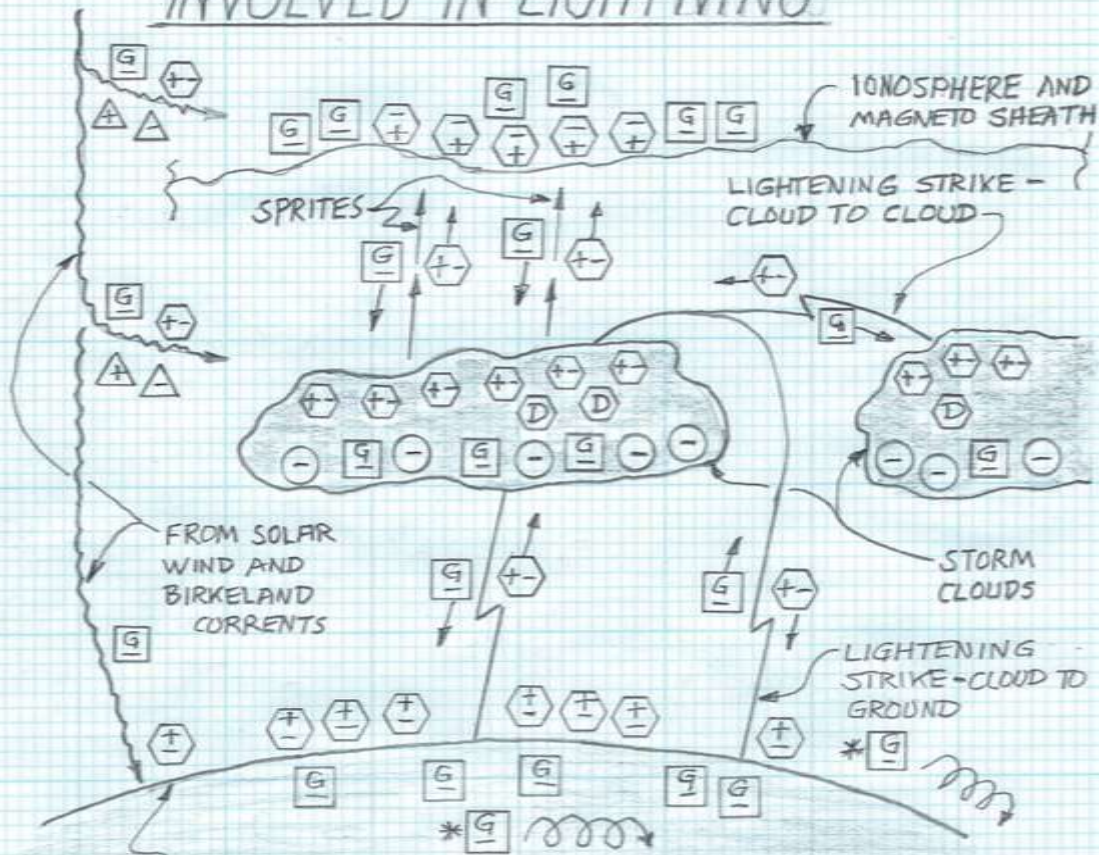 INVOLVED IN LIGHTNING
G +-
+ -
G G G G G G
-+ -+ -+ -+ -+
IONOSPHERE AND
MAGNETO SHEATH
SPRITES
LIGHTENING STRIKE -
CLOUD TO CLOUD
G +- G +-
+-
G
G +-
+ -
+- +- +- +- +- +-
D D
- G - G - G - -
+- +- +-
D
- - G -
FROM SOLAR
WIND AND
BIRKELAND
CURRENTS
STORM
CLOUDS
G +-
G +-
G
LIGHTENING
STRIKE-CLOUD TO
GROUND
+- +- +- +- +- +- +- +-
G G G G G
*G
*G